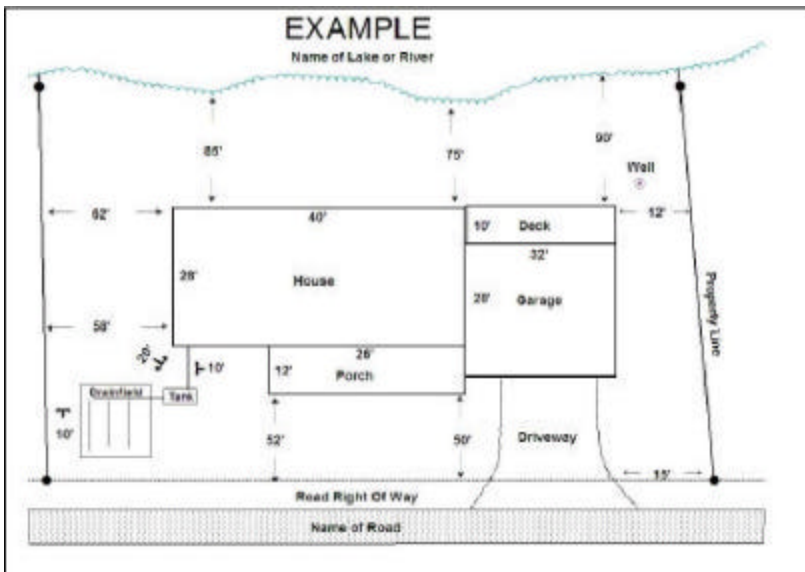 EXAMPLE
Name of Lake or River
85'
75'
90'
Well
62'
40'
10'
Deck
12'
32'
28'
House
28'
Garage
Property Line
58'
26'
20'
10'
12'
Porch
Drainfield
Tank
10'
52'
50'
Driveway
15'
Road Right Of Way
Name of Road